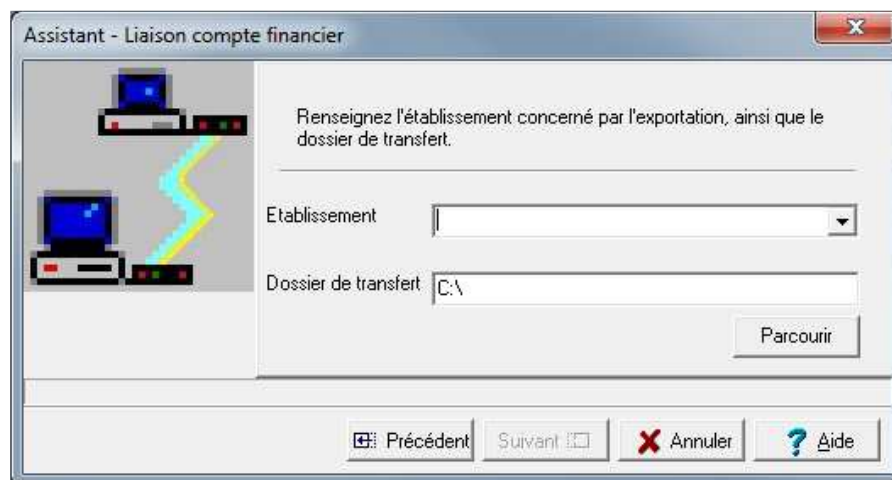 Assistant - Liaison compte financier
Renseignez l'établissement concerné par l'exportation, ainsi que le
dossier de transfert.
Etablissement
Dossier de transfert C:\
Parcourir
Précédent Suivant Annuler Aide